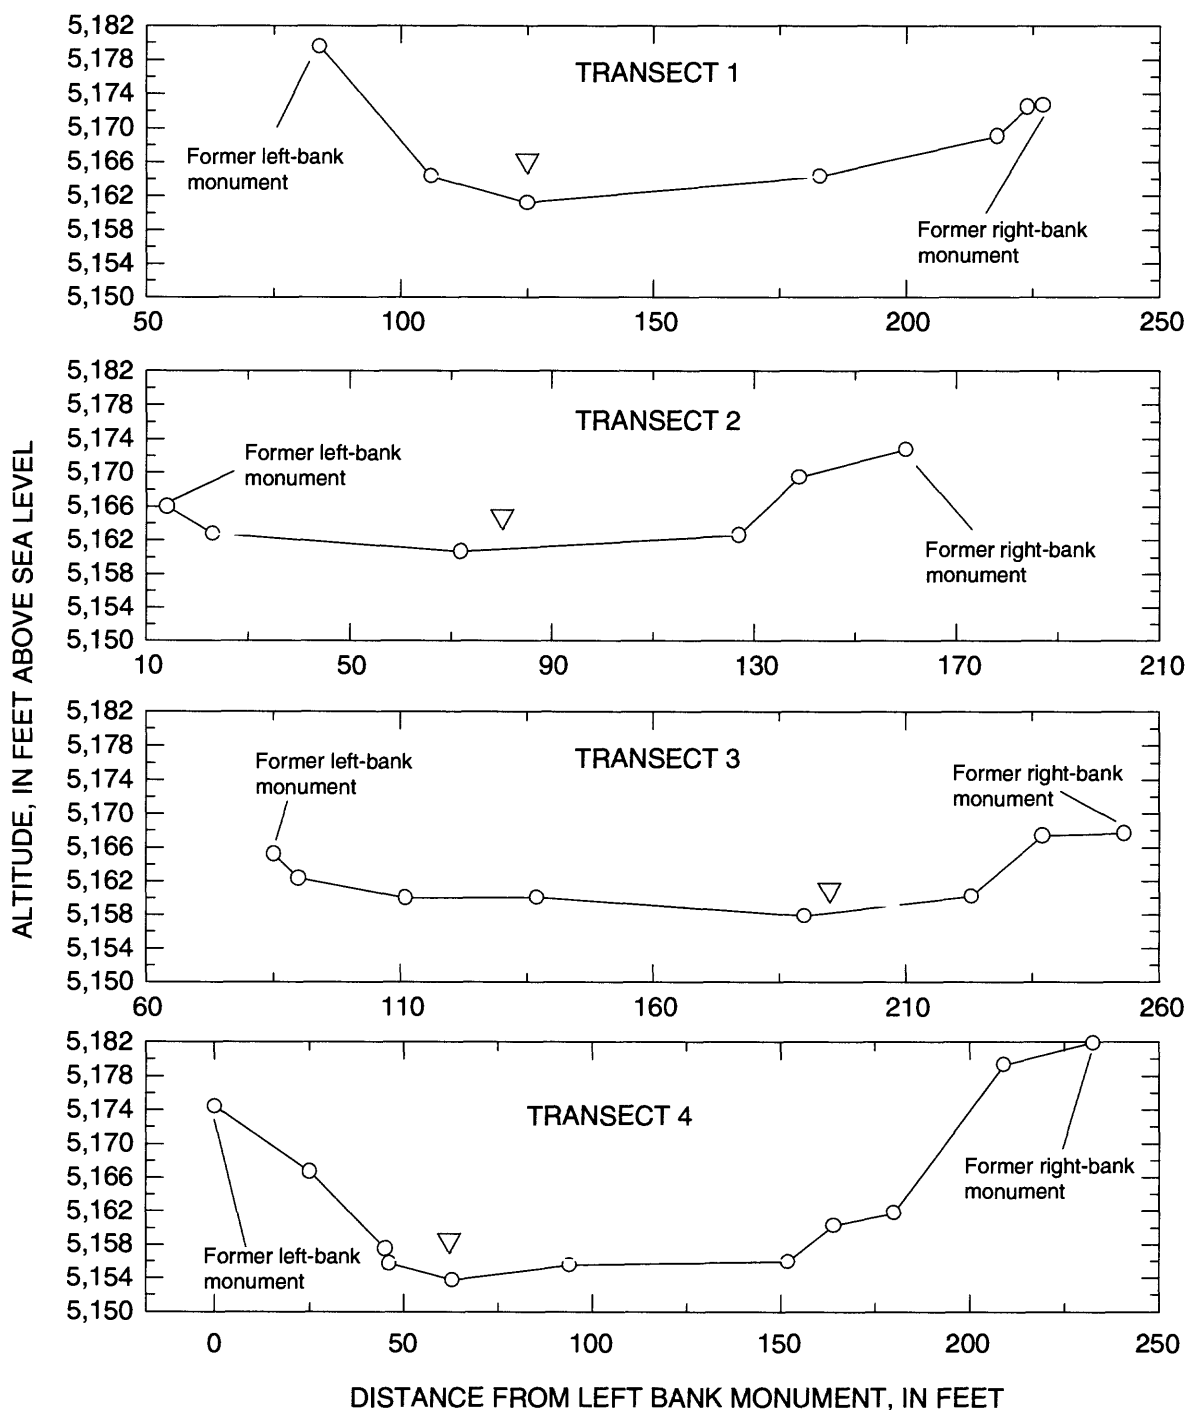 5,182
5,178
5,174
5,170
5,166
5,162
5,158
5,154
5,150
TRANSECT 1
Former left-bank
monument
Former right-bank
monument
50 100 150 200 250
5,182
5,178
5,174
5,170
5,166
5,162
5,158
5,154
5,150
TRANSECT 2
Former left-bank
monument
Former right-bank
monument
10 50 90 130 170 210
5,182
5,178
5,174
5,170
5,166
5,162
5,158
5,154
5,150
TRANSECT 3
Former left-bank
monument
Former right-bank
monument
60 110 160 210 260
5,182
5,178
5,174
5,170
5,166
5,162
5,158
5,154
5,150
TRANSECT 4
Former right-bank
monument
Former left-bank
monument
0 50 100 150 200 250
ALTITUDE, IN FEET ABOVE SEA LEVEL
DISTANCE FROM LEFT BANK MONUMENT, IN FEET